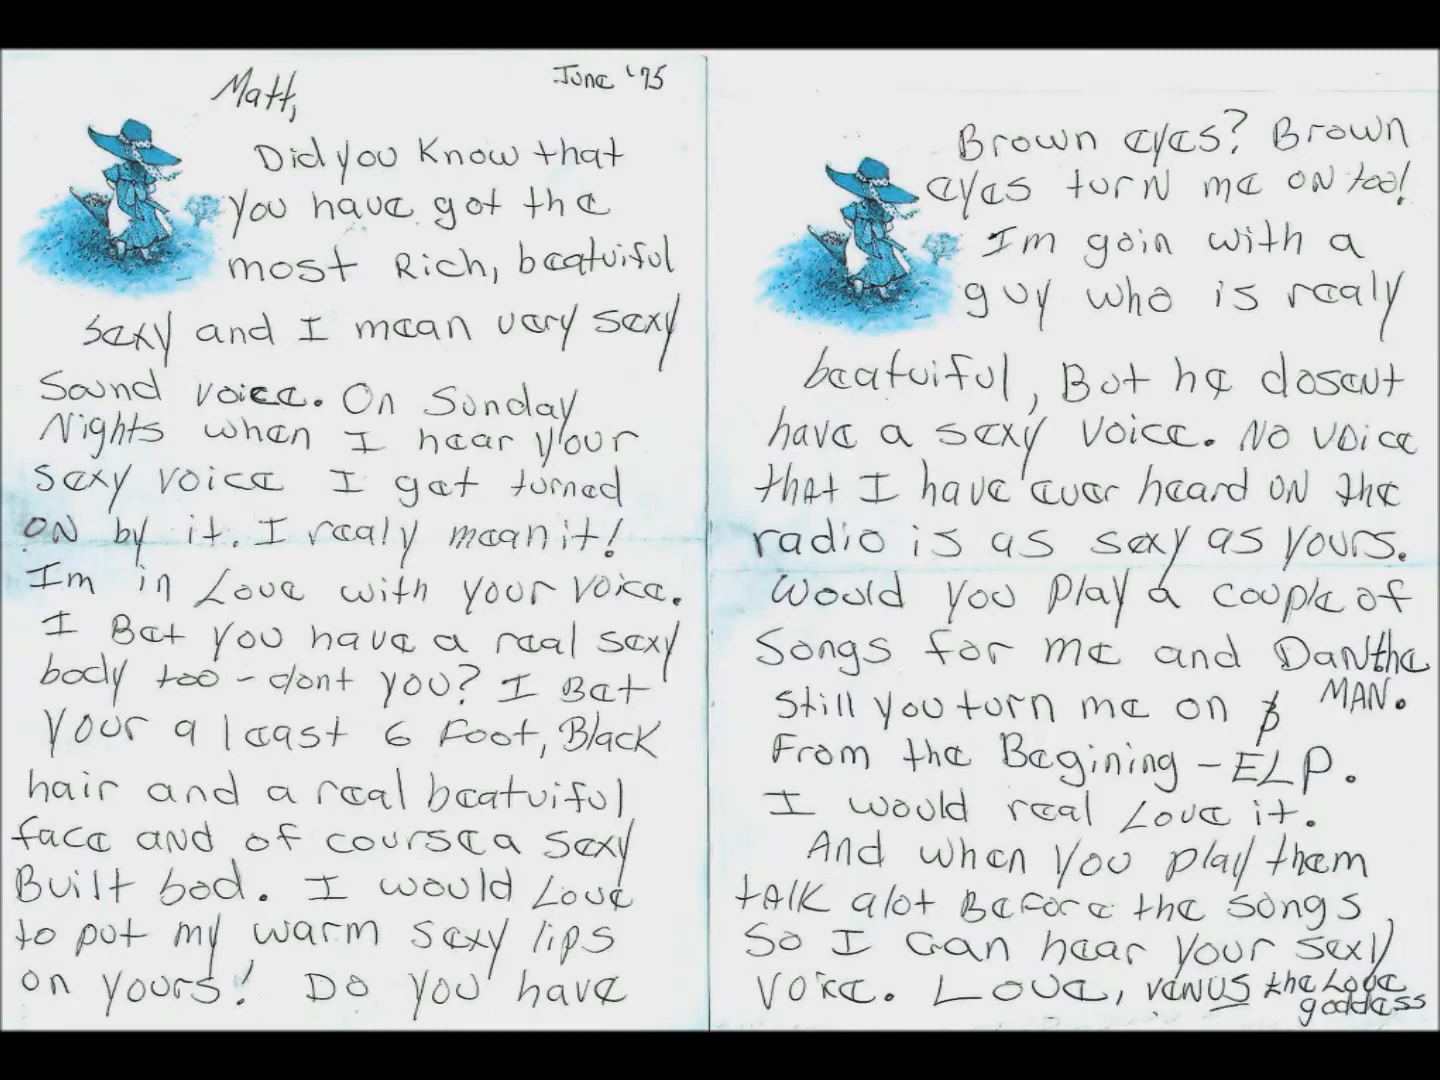 Matt,
June '75
Did you Know that
you have got the
most Rich, beatuiful
sexy and I mean very sexy
Sound voice. On Sunday
Nights when I hear your
sexy voice I get turned
ON by it. I realy mean it!
Im in Love with your voice.
I Bet you have a real sexy
body too - dont you? I Bet
your a least 6 Foot, Black
hair and a real beatuiful
face and of course a sexy
Built bod. I would Love
to put my warm sexy lips
on yours! Do you have
Brown eyes? Brown
eyes turn me ON too!
I'm goin with a
guy who is realy
beatuiful, But he dosent
have a sexy voice. No voice
that I have ever heard ON the
radio is as sexy as yours.
Would you play a couple of
Songs for me and Dan the
MAN.
Still you turn me on &
From the Begining - ELP.
I would real Love it.
And when you play them
tAlK alot Before the songs
So I Can hear your sexy
Voice. Love, VENUS the Love
goddess